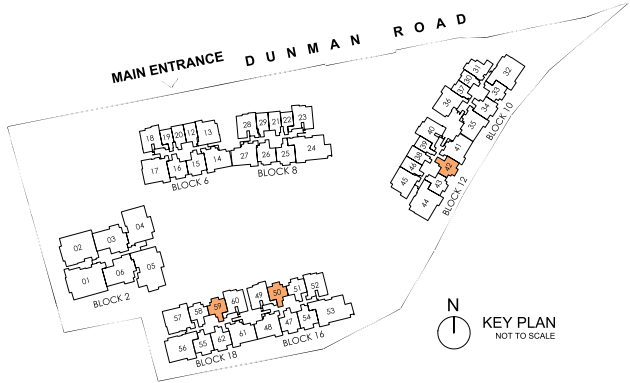 MAIN ENTRANCE DUNMAN ROAD
31 32
30
37 33
36 34
35
BLOCK 10
18 19 20 12 13
28 29 21 22 23
17 16 15 14 27 26 25 24
BLOCK 6
BLOCK 8
40 41
39
38 42
46 43
45 44
BLOCK 12
02 03 04
01 06 05
BLOCK 2
57 58 59 60 49 50 51 52
56 55 62 61 48 47 54 53
BLOCK 18
BLOCK 16
N
KEY PLAN
NOT TO SCALE